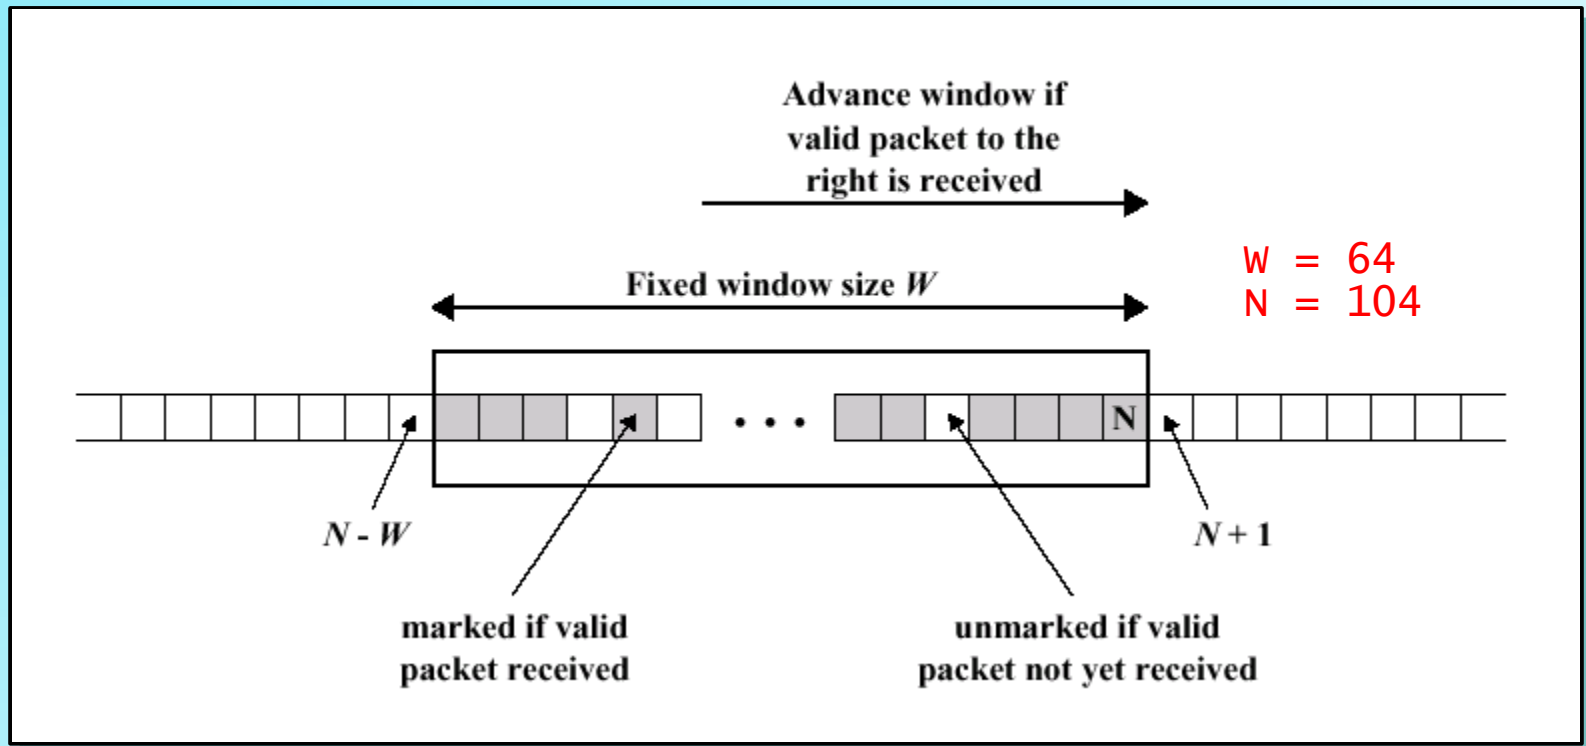 Advance window if
valid packet to the
right is received
W = 64
N = 104
Fixed window size W
• • •
N
N - W
N + 1
marked if valid
packet received
unmarked if valid
packet not yet received